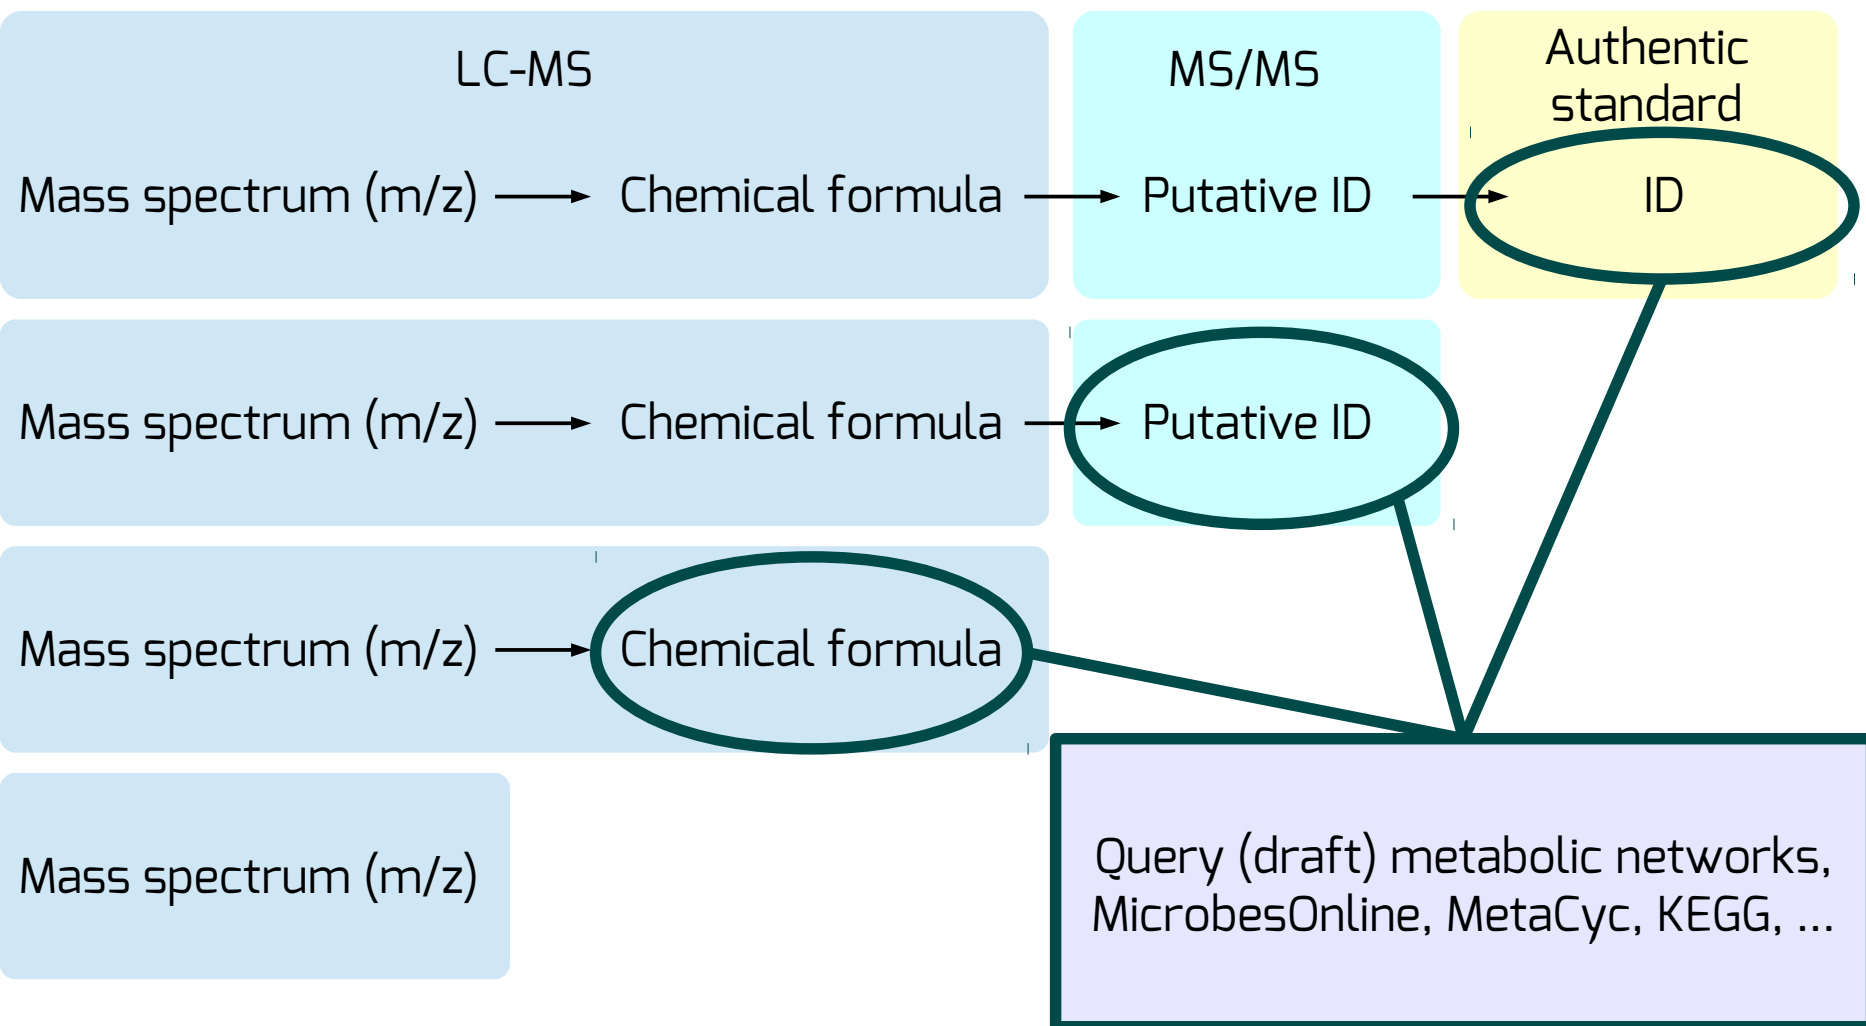 LC-MS
MS/MS
Authentic
standard
Mass spectrum (m/z)
Chemical formula
Putative ID
ID
Mass spectrum (m/z)
Chemical formula
Putative ID
Mass spectrum (m/z)
Chemical formula
Mass spectrum (m/z)
Query (draft) metabolic networks,
MicrobesOnline, MetaCyc, KEGG, ...